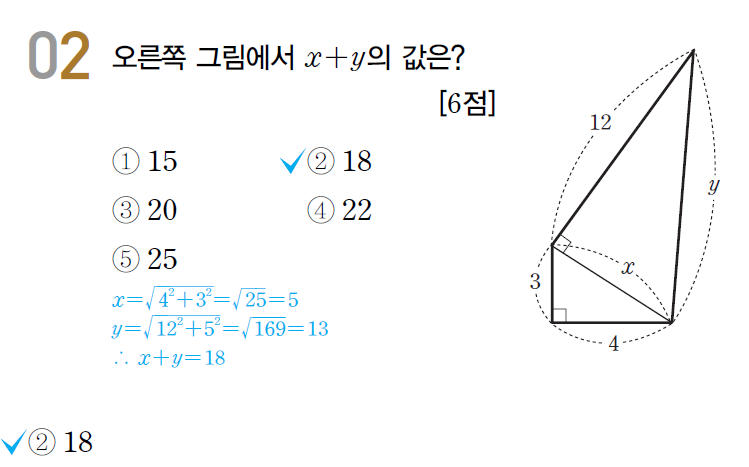 02 오른쪽 그림에서 x+y의 값은?
[6점]
① 15 ✓② 18
③ 20 ④ 22
⑤ 25
x=√(4²+3²)=√25=5
y=√(12²+5²)=√169=13
∴ x+y=18
✓② 18
12
y
x
3
4